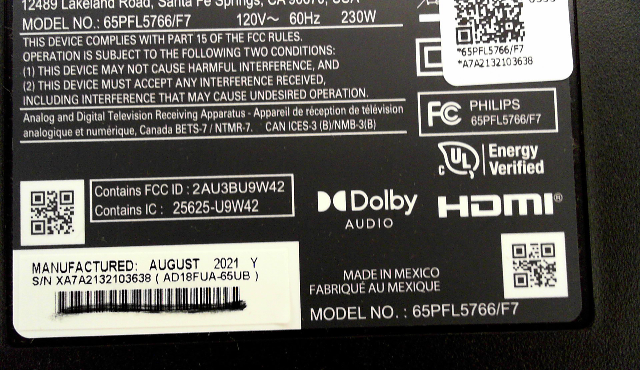 12489 Lakeland Road, Santa Fe Springs, CA 90670, USA
MODEL NO.: 65PFL5766/F7 120V~ 60Hz 230W
THIS DEVICE COMPLIES WITH PART 15 OF THE FCC RULES.
OPERATION IS SUBJECT TO THE FOLLOWING TWO CONDITIONS:
(1) THIS DEVICE MAY NOT CAUSE HARMFUL INTERFERENCE, AND
(2) THIS DEVICE MUST ACCEPT ANY INTERFERENCE RECEIVED,
INCLUDING INTERFERENCE THAT MAY CAUSE UNDESIRED OPERATION.
Analog and Digital Television Receiving Apparatus - Appareil de réception de télévision
analogique et numérique, Canada BETS-7 / NTMR-7. CAN ICES-3 (B)/NMB-3(B)
*65PFL5766/F7
*A7A2132103638
FC PHILIPS
65PFL5766/F7
c UL Energy
Verified
Contains FCC ID : 2AU3BU9W42
Contains IC : 25625-U9W42
Dolby
AUDIO
HDMI®
MANUFACTURED: AUGUST 2021 Y
S/N XA7A2132103638 ( AD18FUA-65UB )
MADE IN MEXICO
FABRIQUÉ AU MEXIQUE
MODEL NO. : 65PFL5766/F7